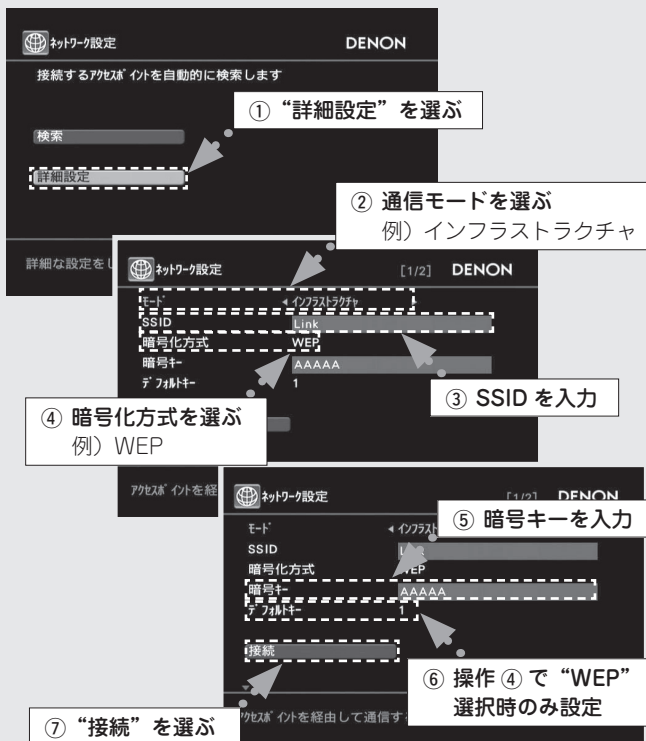 ネットワーク設定 DENON
接続するアクセスポイントを自動的に検索します
① “詳細設定” を選ぶ
検索
詳細設定
② 通信モードを選ぶ
例）インフラストラクチャ
詳細な設定をし
ネットワーク設定 [1/2] DENON
モード インフラストラクチャ
SSID Link
暗号化方式 WEP
暗号キー AAAAA
デフォルトキー 1
③ SSID を入力
④ 暗号化方式を選ぶ
例）WEP
アクセスポイントを経
ネットワーク設定 [1/2] DENON
⑤ 暗号キーを入力
モード インフラスト
SSID Link
暗号化方式 WEP
暗号キー AAAAA
デフォルトキー 1
接続
⑥ 操作 ④ で “WEP”
選択時のみ設定
アクセスポイントを経由して通信す
⑦ “接続” を選ぶ